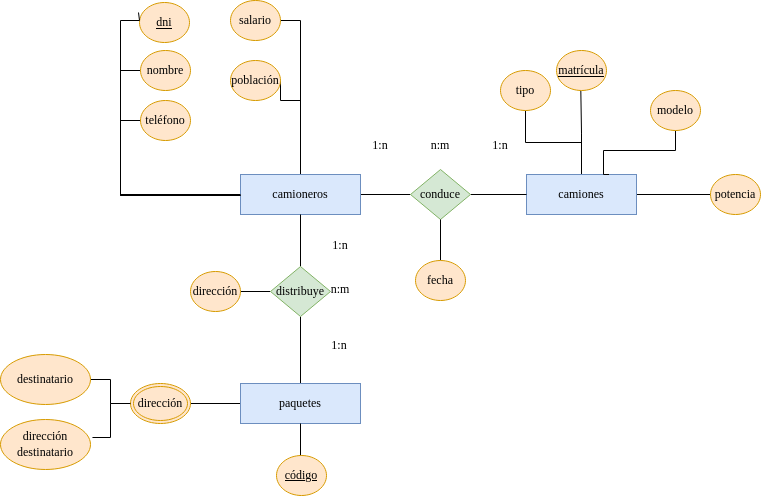 dni
salario
nombre
población
teléfono
tipo
matrícula
modelo
1:n
n:m
1:n
camioneros
conduce
camiones
potencia
1:n
fecha
dirección
distribuye
n:m
1:n
destinatario
dirección
paquetes
dirección
destinatario
código